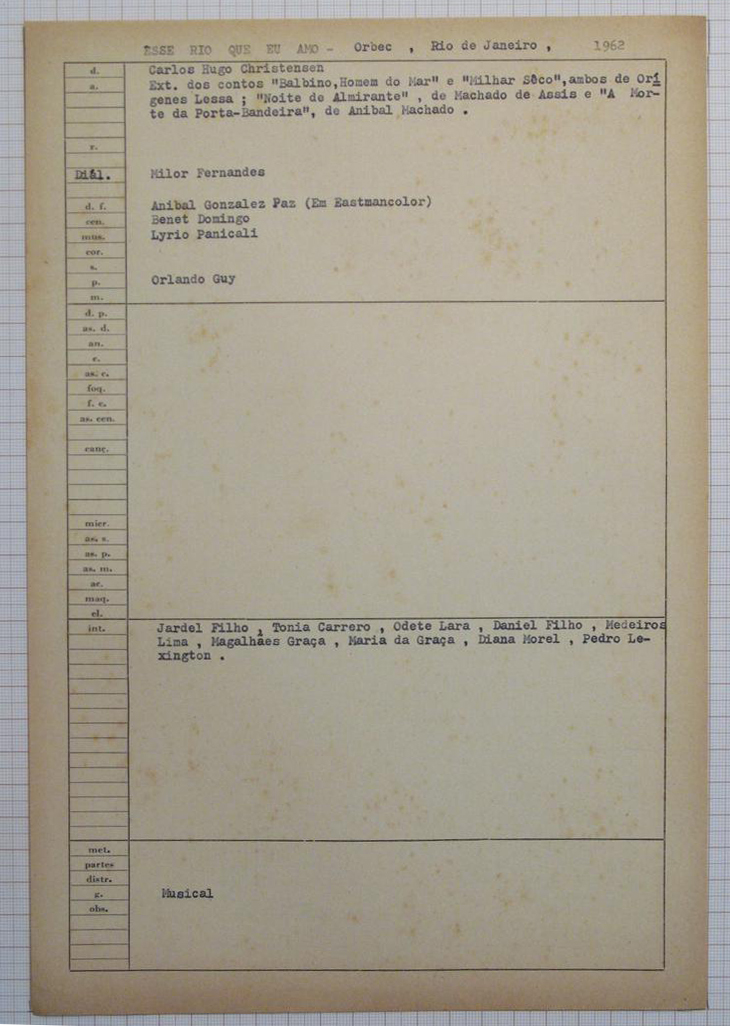 ESSE RIO QUE EU AMO - Orbec , Rio de Janeiro , 1962
d. Carlos Hugo Christensen
a. Ext. dos contos "Balbino,Homem do Mar" e "Milhar Sêco",ambos de Orí
genes Lessa ; "Noite de Almirante" , de Machado de Assis e "A Mor-
te da Porta-Bandeira", de Anibal Machado .
r.
Diál. Milor Fernandes
d. f. Anibal Gonzalez Paz (Em Eastmancolor)
cen. Benet Domingo
mus. Lyrio Panicali
cor.
s.
p. Orlando Guy
m.
d. p.
as. d.
an.
c.
as. c.
foq.
f. c.
as. cen.
canç.
micr.
as. s.
as. p.
as. m.
ac.
maq.
el.
int. Jardel Filho , Tonia Carrero , Odete Lara , Daniel Filho , Medeiros
Lima , Magalhães Graça , Maria da Graça , Diana Morel , Pedro Le-
xington .
met.
partes
distr.
g. Musical
obs.